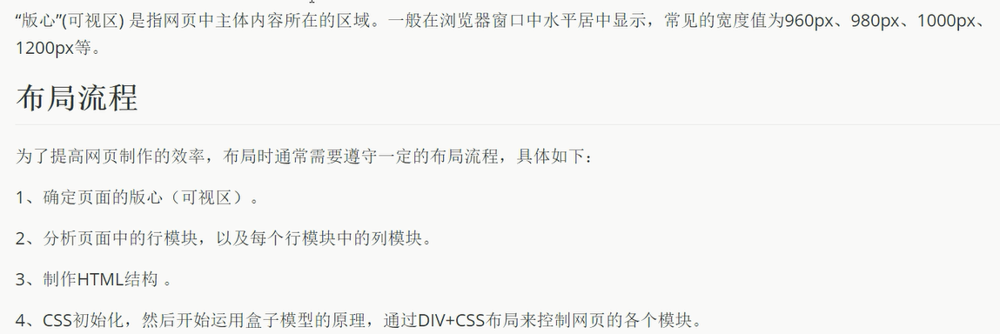 “版心”(可视区) 是指网页中主体内容所在的区域。一般在浏览器窗口中水平居中显示，常见的宽度值为960px、980px、1000px、
1200px等。
布局流程
为了提高网页制作的效率，布局时通常需要遵守一定的布局流程，具体如下：
1、确定页面的版心（可视区）。
2、分析页面中的行模块，以及每个行模块中的列模块。
3、制作HTML结构 。
4、CSS初始化，然后开始运用盒子模型的原理，通过DIV+CSS布局来控制网页的各个模块。